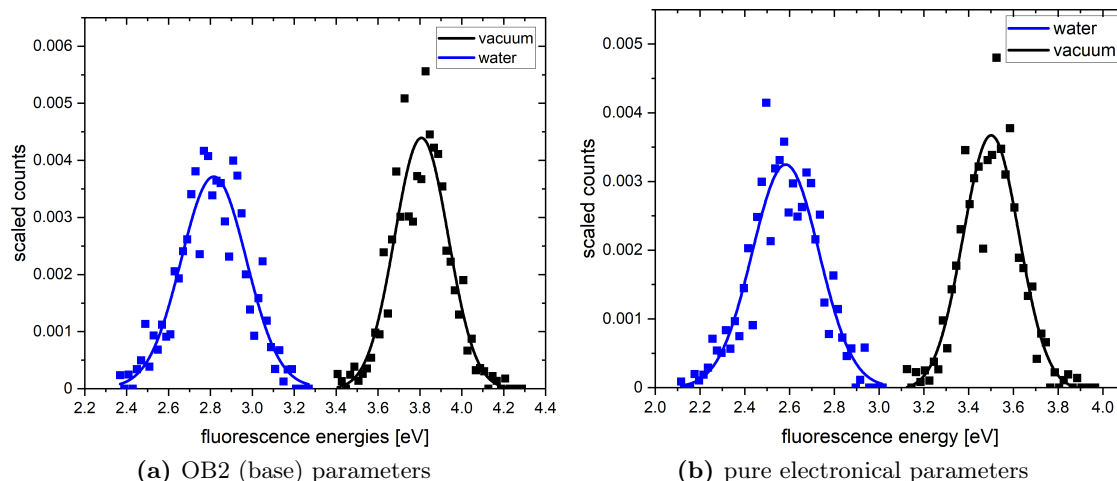 vacuum
water
0.006
0.005
0.004
0.003
0.002
0.001
0
scaled counts
2.2 2.4 2.6 2.8 3.0 3.2 3.4 3.6 3.8 4.0 4.2 4.4
fluorescence energies [eV]
(a) OB2 (base) parameters
water
vacuum
0.005
0.004
0.003
0.002
0.001
0
scaled counts
2.0 2.2 2.4 2.6 2.8 3.0 3.2 3.4 3.6 3.8 4.0
fluorescence energy [eV]
(b) pure electronical parameters